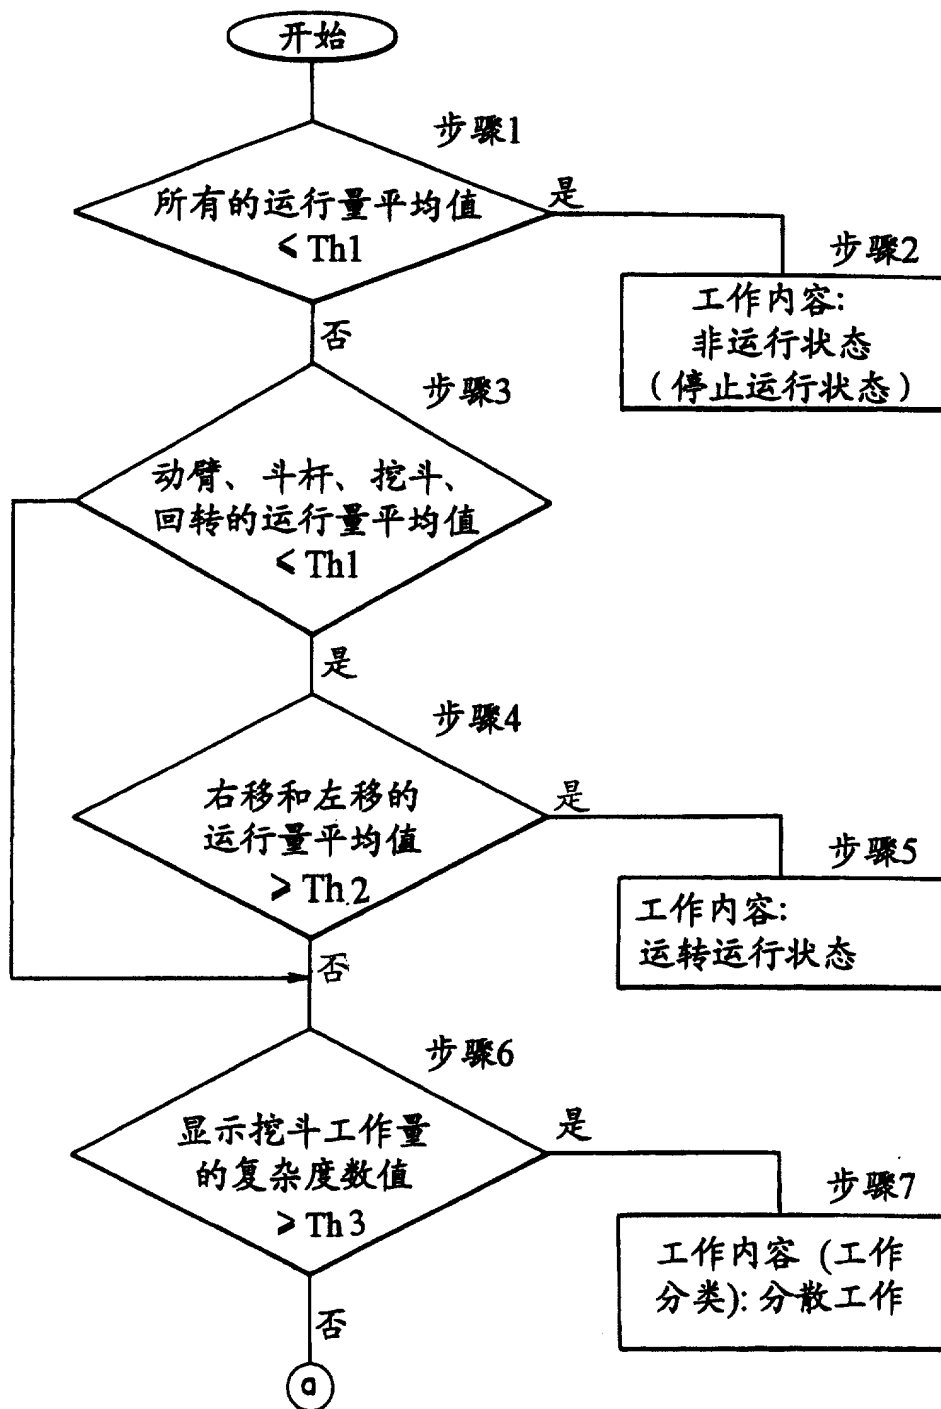 开始
步骤1
所有的运行量平均值
≤ Th1
是
步骤2
工作内容:
非运行状态
(停止运行状态)
否
步骤3
动臂、斗杆、挖斗、
回转的运行量平均值
≤ Th1
是
步骤4
右移和左移的
运行量平均值
≥ Th.2
是
步骤5
工作内容:
运转运行状态
否
步骤6
显示挖斗工作量
的复杂度数值
≥ Th3
是
步骤7
工作内容 (工作
分类): 分散工作
否
a